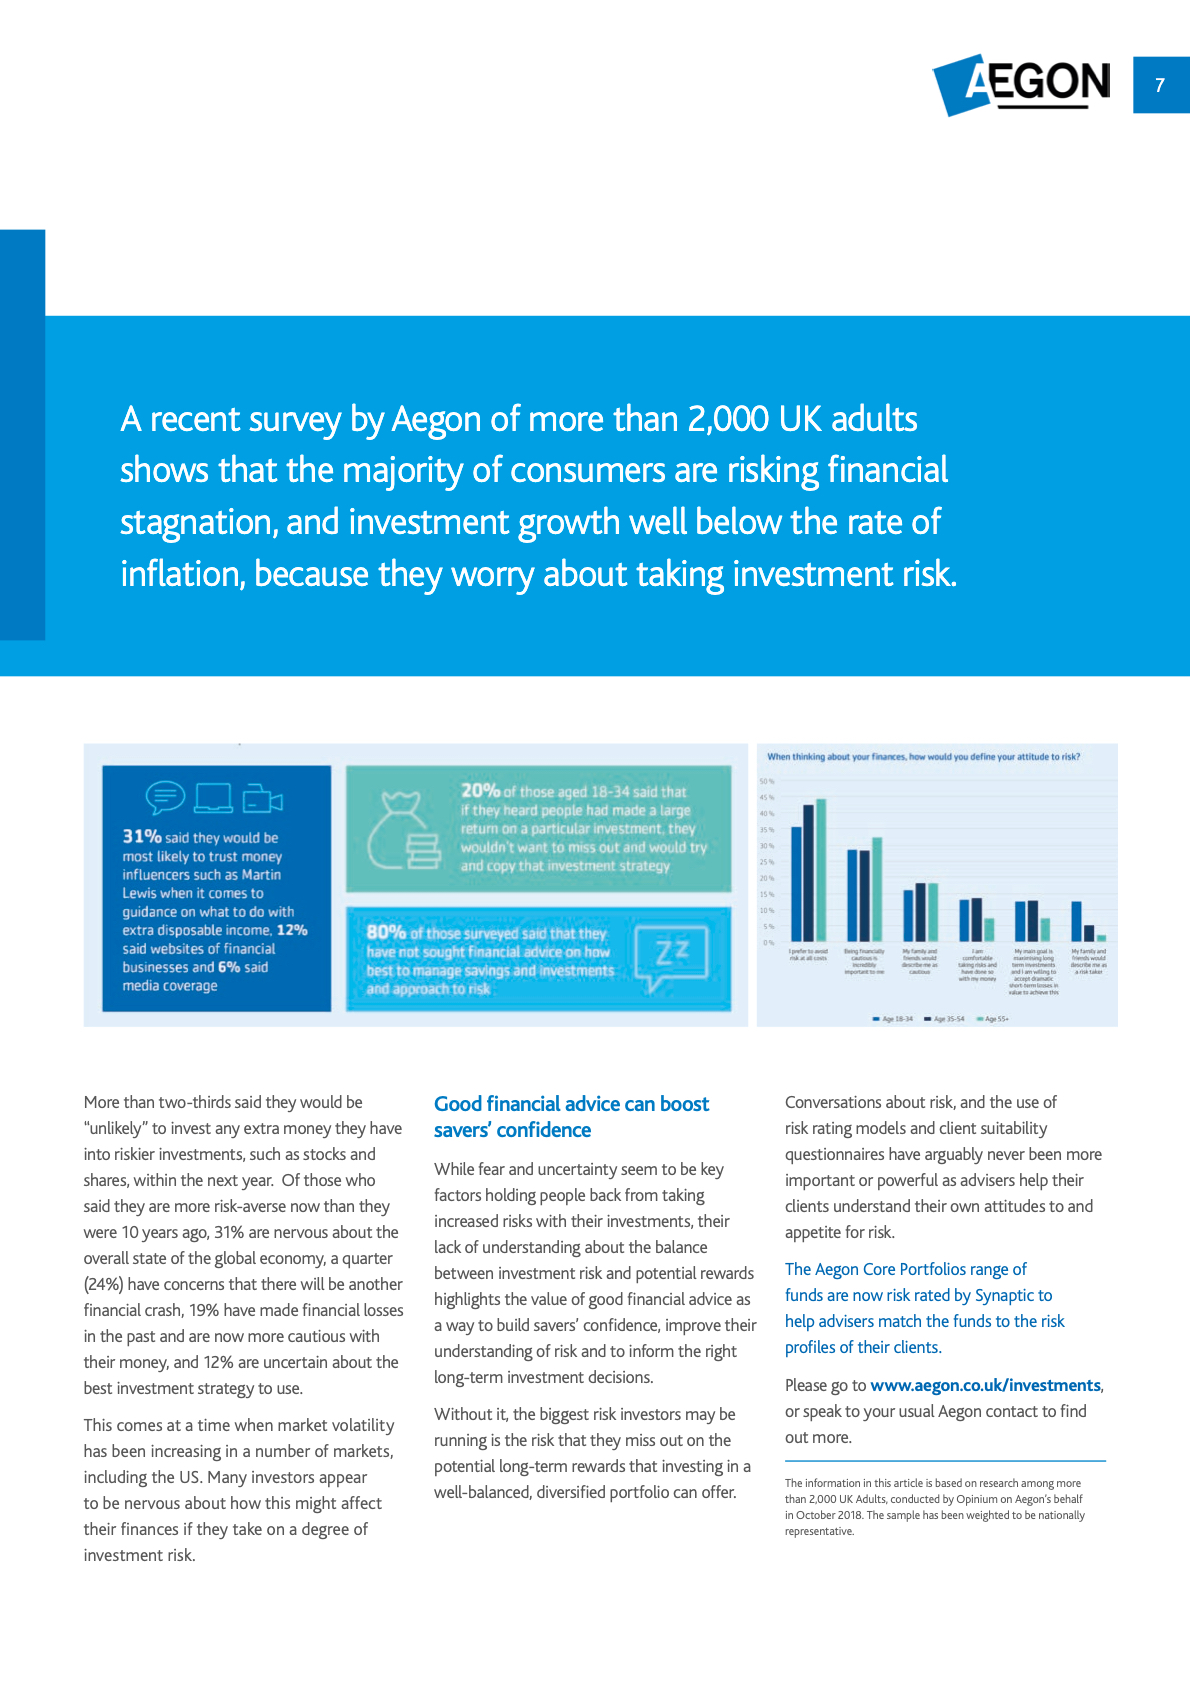 AEGON
7
A recent survey by Aegon of more than 2,000 UK adults
shows that the majority of consumers are risking financial
stagnation, and investment growth well below the rate of
inflation, because they worry about taking investment risk.
31% said they would be
most likely to trust money
influencers such as Martin
Lewis when it comes to
guidance on what to do with
extra disposable income, 12%
said websites of financial
businesses and 6% said
media coverage
20% of those aged 18-34 said that
if they heard people had made a large
return on a particular investment, they
wouldn't want to miss out and would try
and copy that investment strategy
80% of those surveyed said that they
have not sought financial advice on how
best to manage savings and investments
and approach to risk
ZZ
When thinking about your finances, how would you define your attitude to risk?
50%
45%
40%
35%
30%
25%
20%
15%
10%
5%
0%
I prefer to avoid
risk at all costs
Being financially
cautious is
incredibly
important to me
My family and
friends would
describe me as
cautious
I am
comfortable
taking risks and
have done so
with my money
My main goal is
maximising long
term investments
and I am willing to
accept dramatic
short-term losses in
value to achieve this
My family and
friends would
describe me as
a risk taker
Age 18-34 Age 35-54 Age 55+
More than two-thirds said they would be
“unlikely” to invest any extra money they have
into riskier investments, such as stocks and
shares, within the next year.  Of those who
said they are more risk-averse now than they
were 10 years ago, 31% are nervous about the
overall state of the global economy, a quarter
(24%) have concerns that there will be another
financial crash, 19% have made financial losses
in the past and are now more cautious with
their money, and 12% are uncertain about the
best investment strategy to use.
This comes at a time when market volatility
has been increasing in a number of markets,
including the US. Many investors appear
to be nervous about how this might affect
their finances if they take on a degree of
investment risk.
Good financial advice can boost
savers’ confidence
While fear and uncertainty seem to be key
factors holding people back from taking
increased risks with their investments, their
lack of understanding about the balance
between investment risk and potential rewards
highlights the value of good financial advice as
a way to build savers’ confidence, improve their
understanding of risk and to inform the right
long-term investment decisions.
Without it, the biggest risk investors may be
running is the risk that they miss out on the
potential long-term rewards that investing in a
well-balanced, diversified portfolio can offer.
Conversations about risk, and the use of
risk rating models and client suitability
questionnaires have arguably never been more
important or powerful as advisers help their
clients understand their own attitudes to and
appetite for risk.
The Aegon Core Portfolios range of
funds are now risk rated by Synaptic to
help advisers match the funds to the risk
profiles of their clients.
Please go to www.aegon.co.uk/investments,
or speak to your usual Aegon contact to find
out more.
The information in this article is based on research among more
than 2,000 UK Adults, conducted by Opinium on Aegon’s behalf
in October 2018. The sample has been weighted to be nationally
representative.